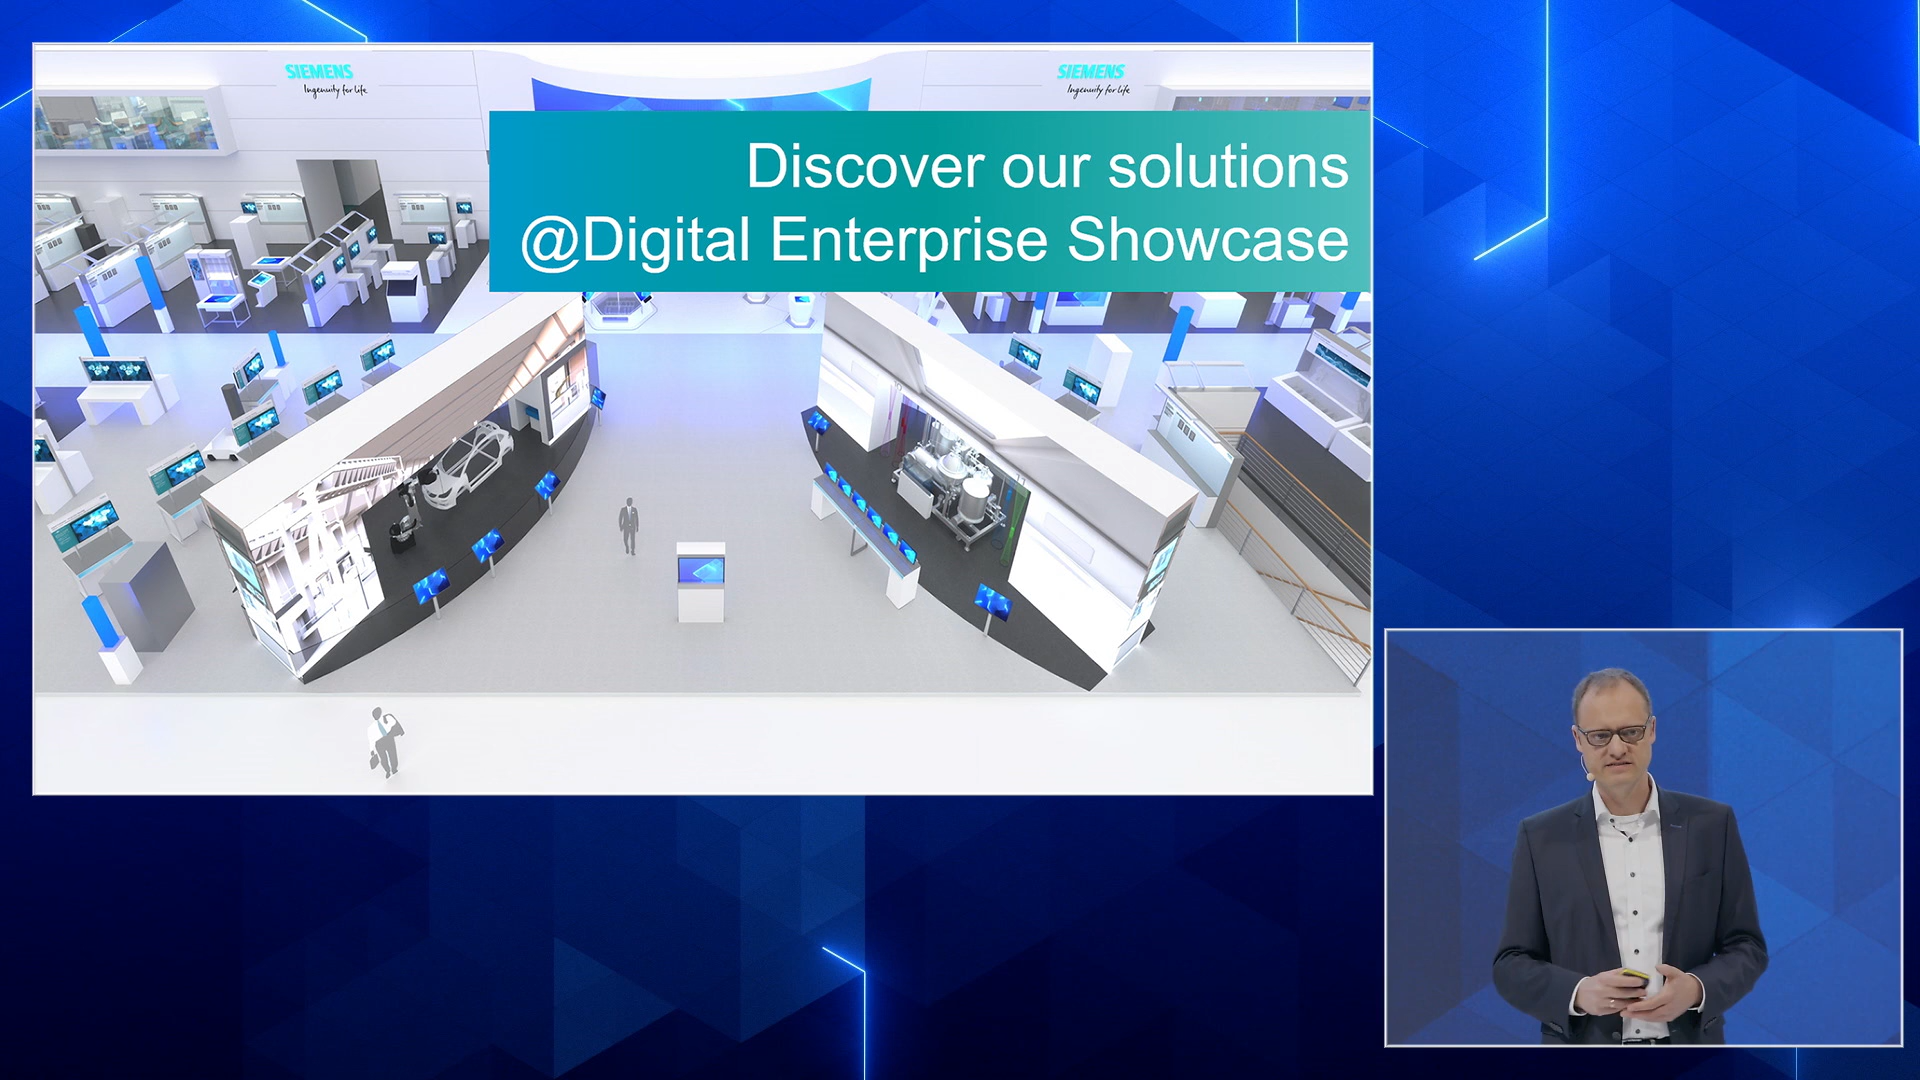 SIEMENS
Ingenuity for life
SIEMENS
Ingenuity for life
Discover our solutions
@Digital Enterprise Showcase